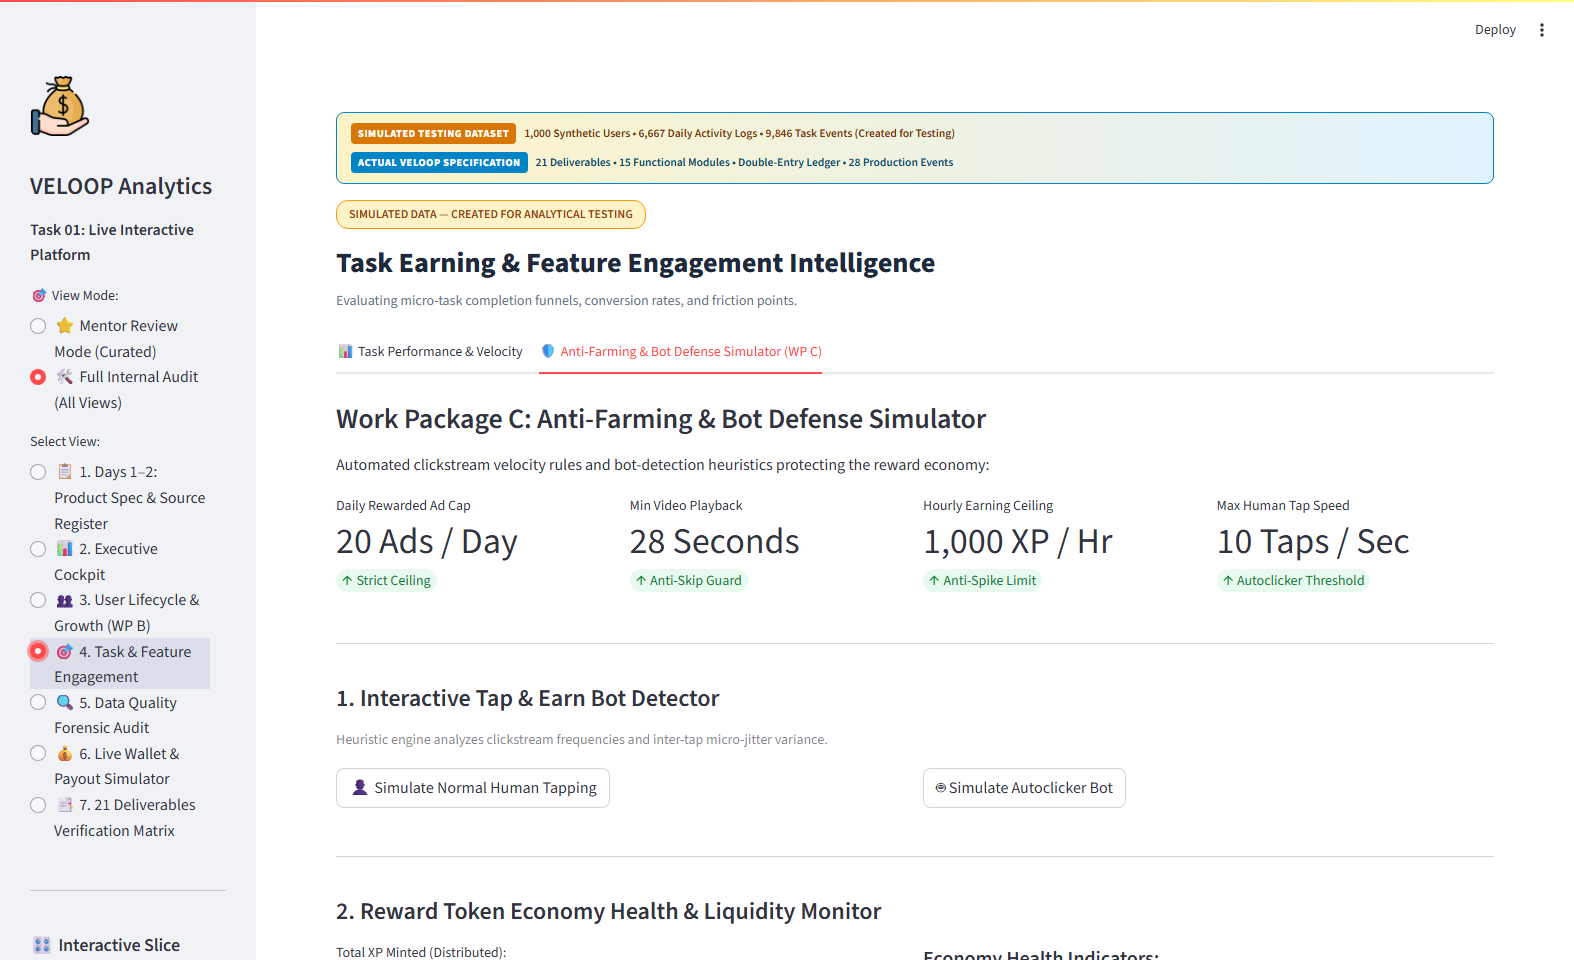 Deploy
VELOOP Analytics
Task 01: Live Interactive
Platform
View Mode:
Mentor Review
Mode (Curated)
Full Internal Audit
(All Views)
Select View:
1. Days 1–2:
Product Spec & Source
Register
2. Executive
Cockpit
3. User Lifecycle &
Growth (WP B)
4. Task & Feature
Engagement
5. Data Quality
Forensic Audit
6. Live Wallet &
Payout Simulator
7. 21 Deliverables
Verification Matrix
Interactive Slice
SIMULATED TESTING DATASET 1,000 Synthetic Users • 6,667 Daily Activity Logs • 9,846 Task Events (Created for Testing)
ACTUAL VELOOP SPECIFICATION 21 Deliverables • 15 Functional Modules • Double-Entry Ledger • 28 Production Events
SIMULATED DATA — CREATED FOR ANALYTICAL TESTING
Task Earning & Feature Engagement Intelligence
Evaluating micro-task completion funnels, conversion rates, and friction points.
Task Performance & Velocity Anti-Farming & Bot Defense Simulator (WP C)
Work Package C: Anti-Farming & Bot Defense Simulator
Automated clickstream velocity rules and bot-detection heuristics protecting the reward economy:
Daily Rewarded Ad Cap
20 Ads / Day
↑ Strict Ceiling
Min Video Playback
28 Seconds
↑ Anti-Skip Guard
Hourly Earning Ceiling
1,000 XP / Hr
↑ Anti-Spike Limit
Max Human Tap Speed
10 Taps / Sec
↑ Autoclicker Threshold
1. Interactive Tap & Earn Bot Detector
Heuristic engine analyzes clickstream frequencies and inter-tap micro-jitter variance.
Simulate Normal Human Tapping
Simulate Autoclicker Bot
2. Reward Token Economy Health & Liquidity Monitor
Total XP Minted (Distributed):
Economy Health Indicators: